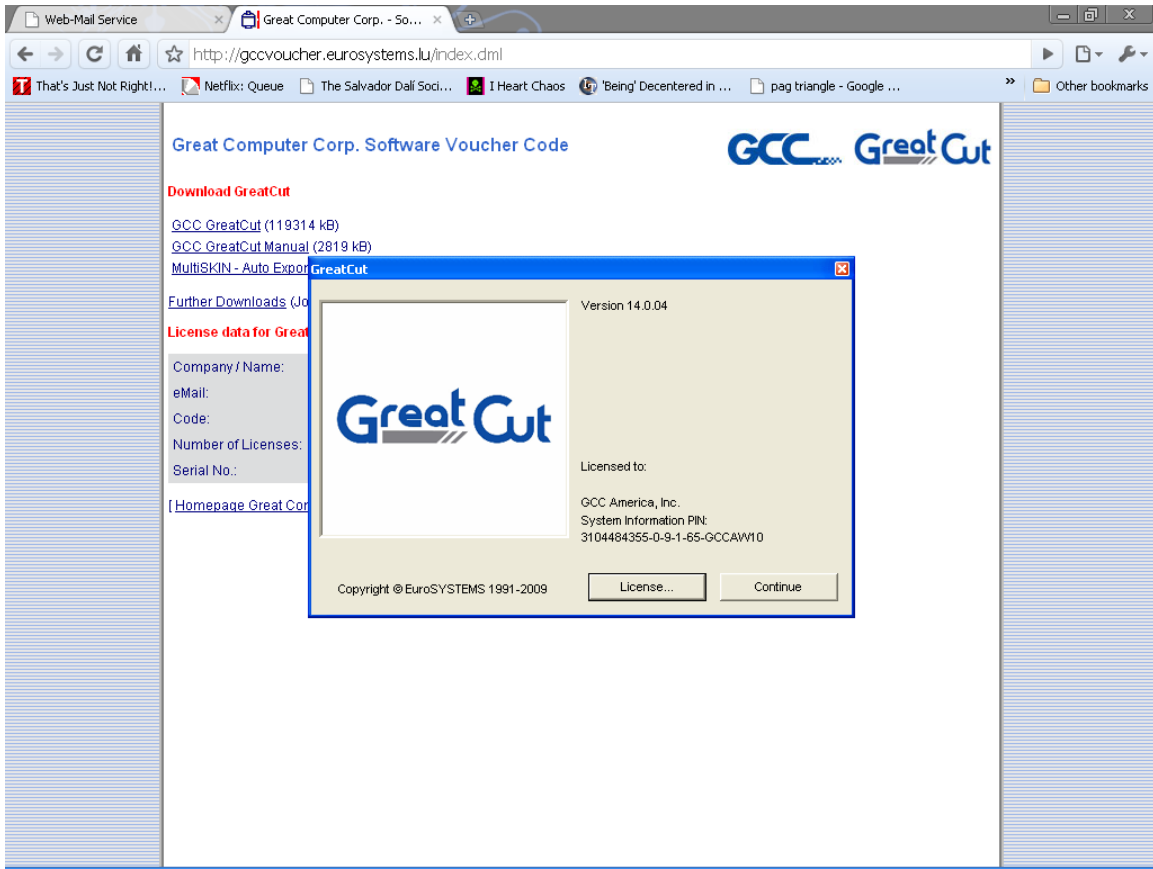 Web-Mail Service
Great Computer Corp. - So...
http://gccvoucher.eurosystems.lu/index.dml
That's Just Not Right!... Netflix: Queue The Salvador Dalí Soci... I Heart Chaos 'Being' Decentered in ... pag triangle - Google ... » Other bookmarks
Great Computer Corp. Software Voucher Code
GCC Great Cut
Download GreatCut
GCC GreatCut (119314 kB)
GCC GreatCut Manual (2819 kB)
MultiSKIN - Auto Expor
Further Downloads (Jo
License data for Great
Company / Name:
eMail:
Code:
Number of Licenses:
Serial No.:
[ Homepage Great Cor
GreatCut
Version 14.0.04
Great Cut
Licensed to:
GCC America, Inc.
System Information PIN:
3104484355-0-9-1-65-GCCAW10
Copyright © EuroSYSTEMS 1991-2009
License...
Continue